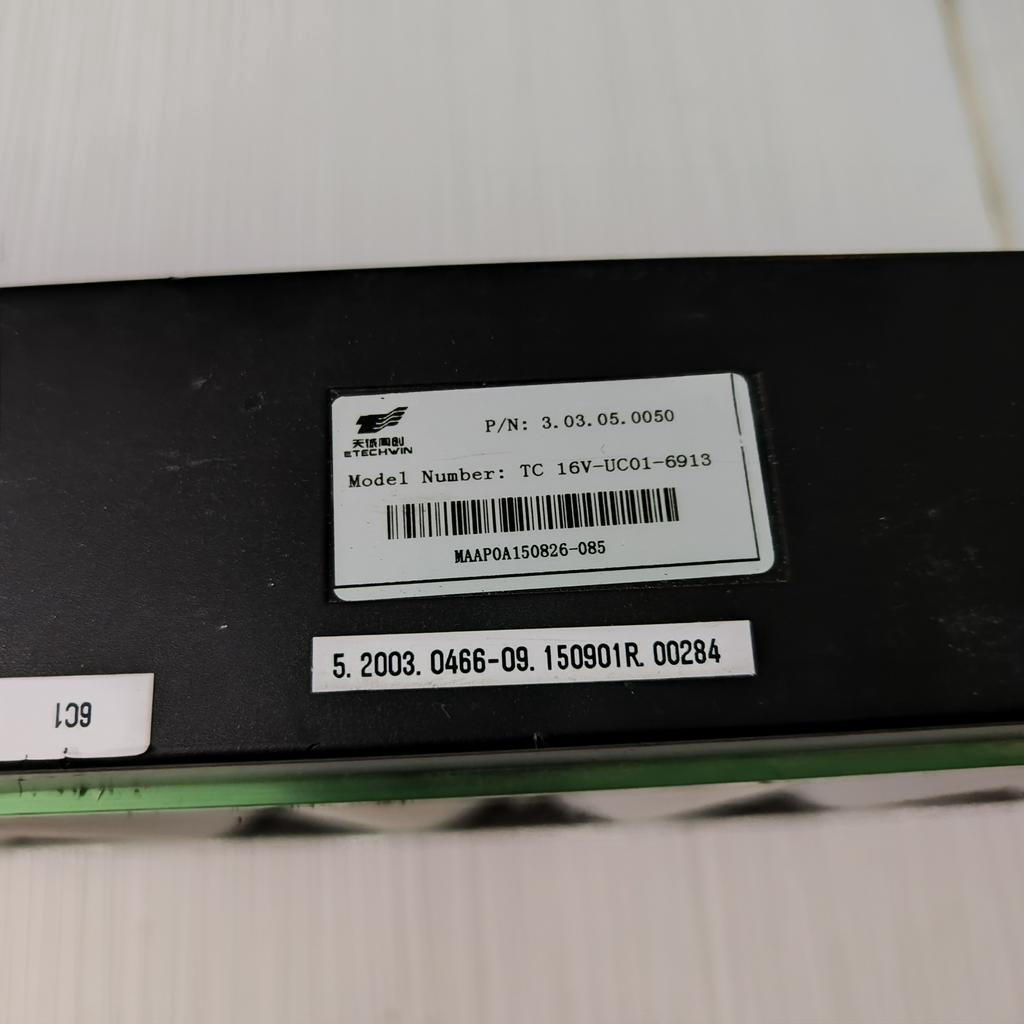 天诚同创
ETECHWIN
P/N: 3.03.05.0050
Model Number: TC 16V-UC01-6913
MAAP0A150826-085
5.2003.0466-09.150901R.00284
6C1